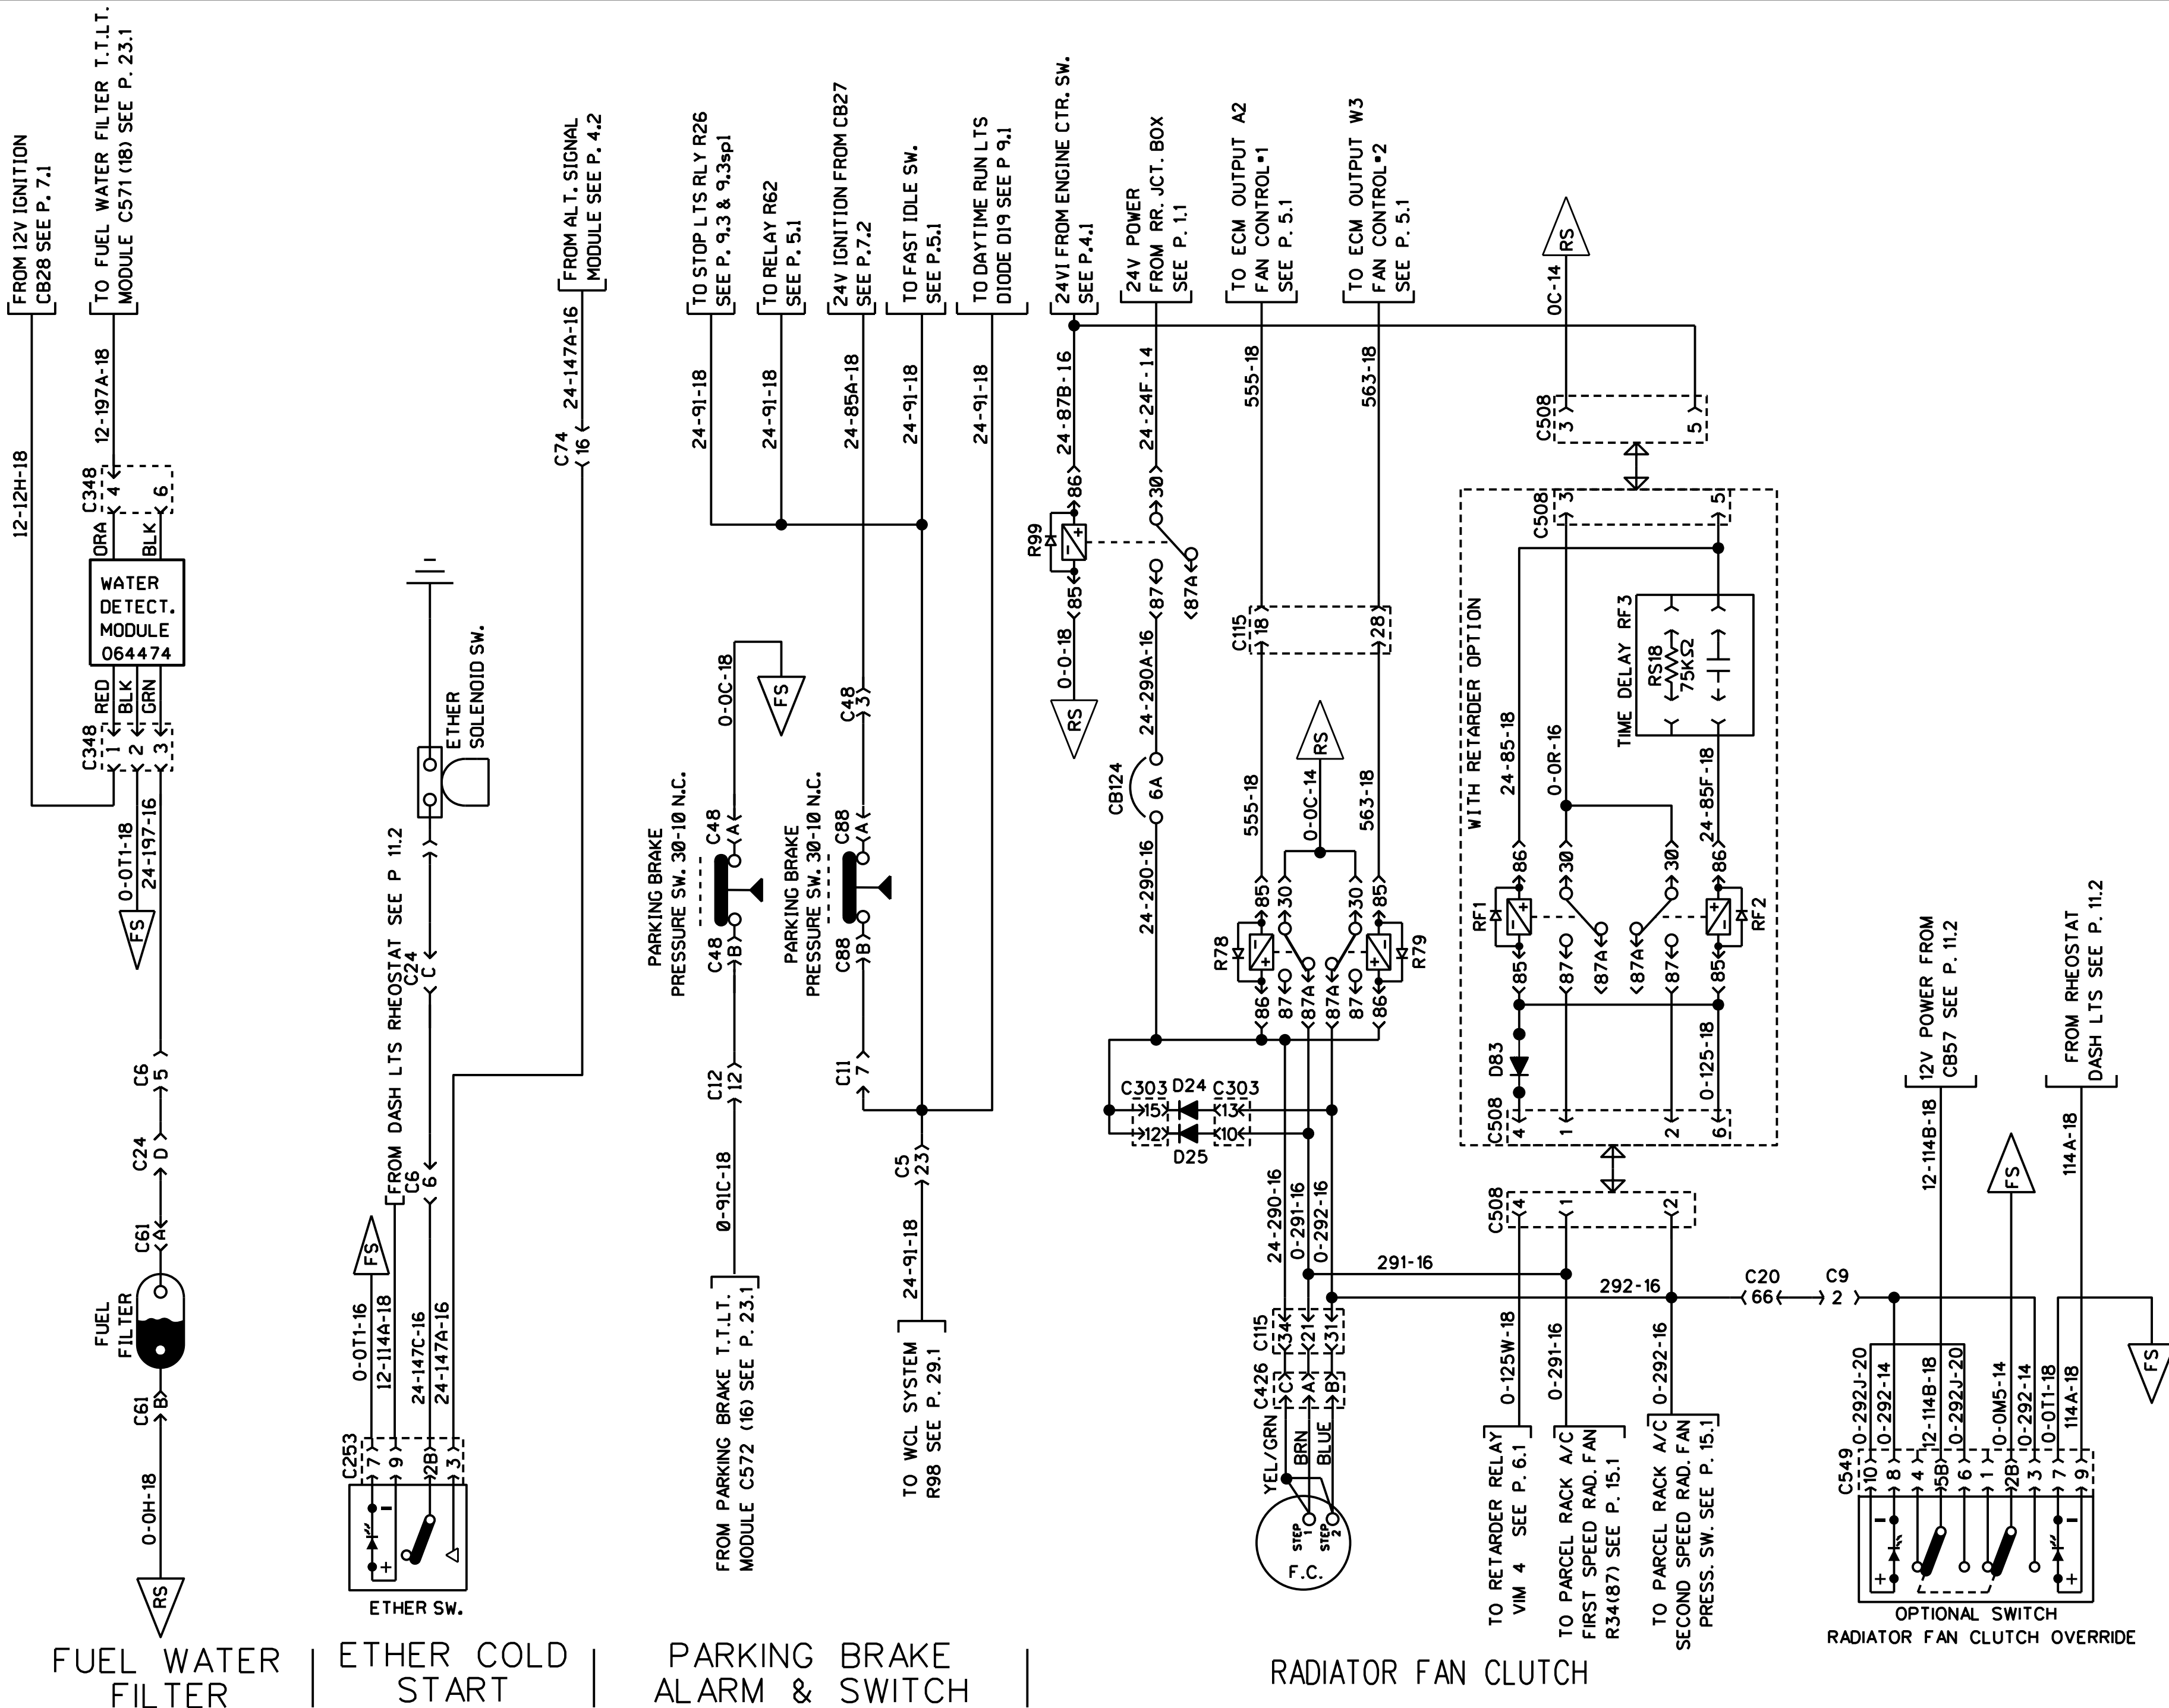 FROM 12V IGNITION
CB28 SEE P. 7.1
12-12H-18
TO FUEL WATER FILTER T.T.LT.
MODULE C571 (18) SEE P. 23.1
12-197A-18
C348
4
6
ORA
BLK
WATER
DETECT.
MODULE
064474
RED
BLK
GRN
C348
1
2
3
0-0T1-18
24-197-16
FS
C6
5
C24
D
C61
A
FUEL
FILTER
C61
B
0-0H-18
RS
FUEL WATER
FILTER
ETHER
SOLENOID SW.
FROM DASH LTS RHEOSTAT SEE P 11.2
C24
C
C6
6
FS
0-0T1-16
12-114A-18
24-147C-16
24-147A-16
C253
7
9
2B
3
-
+
ETHER SW.
FROM ALT. SIGNAL
MODULE SEE P. 4.2
24-147A-16
C74
16
ETHER COLD
START
TO STOP LTS RLY R26
SEE P. 9.3 & 9.3spl
24-91-18
TO RELAY R62
SEE P. 5.1
24-91-18
24V IGNITION FROM CB27
SEE P.7.2
24-85A-18
TO FAST IDLE SW.
SEE P.5.1
24-91-18
TO DAYTIME RUN LTS
DIODE D19 SEE P 9.1
24-91-18
0-0C-18
FS
C48
3
PARKING BRAKE
PRESSURE SW. 30-10 N.C.
C48
A
C48
B
PARKING BRAKE
PRESSURE SW. 30-10 N.C.
C88
A
C88
B
C12
12
C11
7
0-91C-18
C5
23
24-91-18
FROM PARKING BRAKE T.T.LT.
MODULE C572 (16) SEE P. 23.1
TO WCL SYSTEM
R98 SEE P. 29.1
PARKING BRAKE
ALARM & SWITCH
24VI FROM ENGINE CTR. SW.
SEE P.4.1
24-87B-16
24V POWER
FROM RR. JCT. BOX
SEE P. 1.1
24-24F-14
TO ECM OUTPUT A2
FAN CONTROL#1
SEE P. 5.1
555-18
TO ECM OUTPUT W3
FAN CONTROL#2
SEE P. 5.1
563-18
RS
0C-14
C508
3
5
R99
86
+
-
85
30
87
87A
0-0-18
RS
24-290A-16
CB124
6A
24-290-16
C115
18
28
555-18
RS
0-0C-14
563-18
85
30
30
85
R78
-
+
-
+
R79
86
87
87A
87A
87
86
C303
D24
C303
15
13
12
10
D25
24-290-16
0-291-16
0-292-16
C115
34
21
31
C426
C
A
B
YEL/GRN
BRN
BLUE
STEP
1
STEP
2
F.C.
WITH RETARDER OPTION
C508
3
5
TIME DELAY RF3
RS18
75KΩ
24-85-18
0-0R-16
24-85F-18
86
30
30
86
RF1
+
-
+
-
RF2
85
87
87A
87A
87
85
D83
0-125-18
C508
4
1
2
6
C508
4
1
2
291-16
292-16
C20
66
C9
2
0-125W-18
0-291-16
0-292-16
TO RETARDER RELAY
VIM 4 SEE P. 6.1
TO PARCEL RACK A/C
FIRST SPEED RAD. FAN
R34(87) SEE P. 15.1
TO PARCEL RACK A/C
SECOND SPEED RAD. FAN
PRESS. SW. SEE P. 15.1
12V POWER FROM
CB57 SEE P. 11.2
12-114B-18
FS
FROM RHEOSTAT
DASH LTS SEE P. 11.2
114A-18
FS
0-292J-20
0-292-14
12-114B-18
0-292J-20
0-0M5-14
0-292-14
0-0T1-18
114A-18
C549
10
8
4
5B
6
1
2B
3
7
9
-
+
-
+
OPTIONAL SWITCH
RADIATOR FAN CLUTCH OVERRIDE
RADIATOR FAN CLUTCH